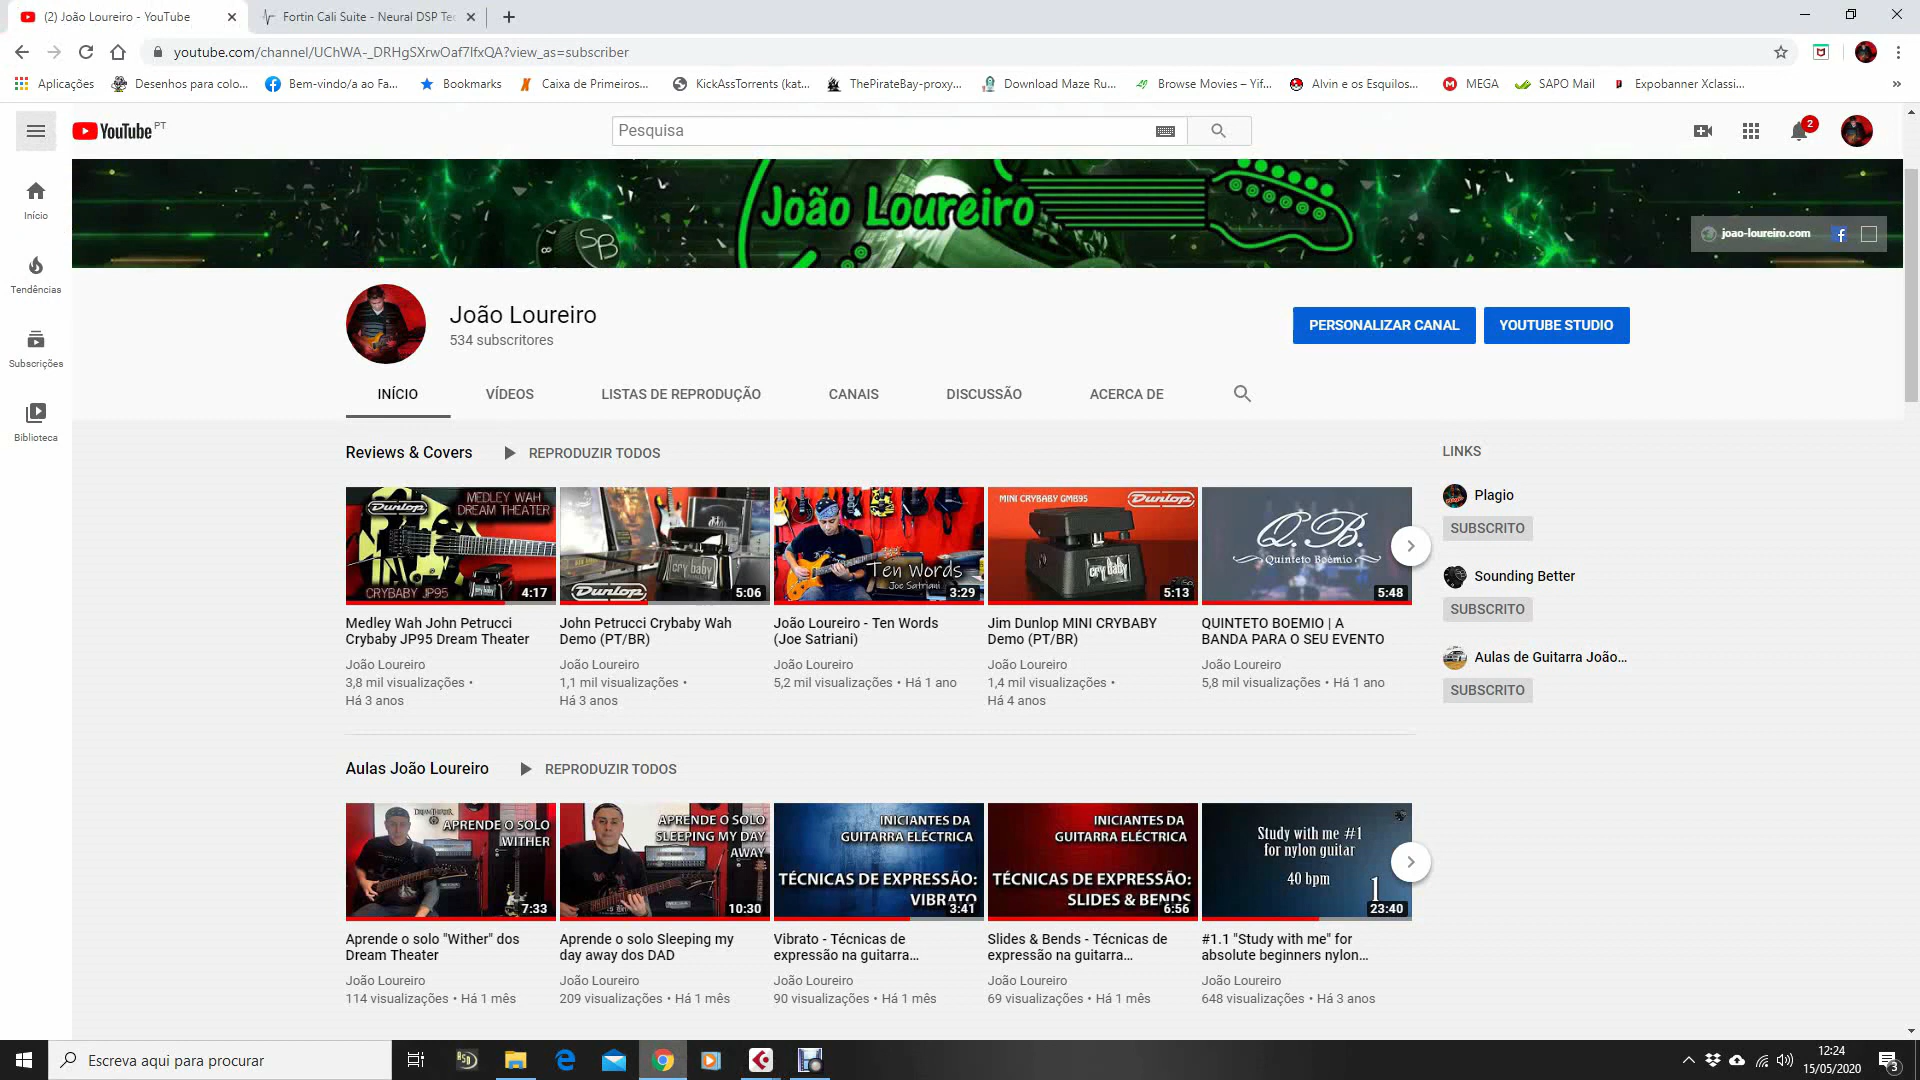 (2) João Loureiro - YouTube
Fortin Cali Suite - Neural DSP Tec
youtube.com/channel/UChWA-_DRHgSXrwOaf7lfxQA?view_as=subscriber
Aplicações
Desenhos para colo...
Bem-vindo/a ao Fa...
Bookmarks
Caixa de Primeiros...
KickAssTorrents (kat...
ThePirateBay-proxy...
Download Maze Ru...
Browse Movies – Yif...
Alvin e os Esquilos...
MEGA
SAPO Mail
Expobanner Xclassi...
YouTube PT
Pesquisa
2
João Loureiro
SB
joao-loureiro.com
Início
Tendências
Subscrições
Biblioteca
João Loureiro
534 subscritores
PERSONALIZAR CANAL
YOUTUBE STUDIO
INÍCIO
VÍDEOS
LISTAS DE REPRODUÇÃO
CANAIS
DISCUSSÃO
ACERCA DE
Reviews & Covers
REPRODUZIR TODOS
MEDLEY WAH
DREAM THEATER
Dunlop
CRYBABY JP95
4:17
cry baby
Dunlop
5:06
Ten Words
Joe Satriani
3:29
MINI CRYBABY GMB95
Dunlop
cry baby
5:13
Q.B.
Quinteto Boémio
5:48
Medley Wah John Petrucci
Crybaby JP95 Dream Theater
João Loureiro
3,8 mil visualizações •
Há 3 anos
John Petrucci Crybaby Wah
Demo (PT/BR)
João Loureiro
1,1 mil visualizações •
Há 3 anos
João Loureiro - Ten Words
(Joe Satriani)
João Loureiro
5,2 mil visualizações • Há 1 ano
Jim Dunlop MINI CRYBABY
Demo (PT/BR)
João Loureiro
1,4 mil visualizações •
Há 4 anos
QUINTETO BOEMIO | A
BANDA PARA O SEU EVENTO
João Loureiro
5,8 mil visualizações • Há 1 ano
LINKS
Plagio
SUBSCRITO
Sounding Better
SUBSCRITO
Aulas de Guitarra João...
SUBSCRITO
Aulas João Loureiro
REPRODUZIR TODOS
DREAM THEATER
APRENDE O SOLO
WITHER
7:33
APRENDE O SOLO
SLEEPING MY DAY
AWAY
10:30
INICIANTES DA
GUITARRA ELÉCTRICA
TÉCNICAS DE EXPRESSÃO:
VIBRATO
3:41
INICIANTES DA
GUITARRA ELÉCTRICA
TÉCNICAS DE EXPRESSÃO:
SLIDES & BENDS
6:56
Study with me #1
for nylon guitar
40 bpm
1
23:40
Aprende o solo "Wither" dos
Dream Theater
João Loureiro
114 visualizações • Há 1 mês
Aprende o solo Sleeping my
day away dos DAD
João Loureiro
209 visualizações • Há 1 mês
Vibrato - Técnicas de
expressão na guitarra...
João Loureiro
90 visualizações • Há 1 mês
Slides & Bends - Técnicas de
expressão na guitarra...
João Loureiro
69 visualizações • Há 1 mês
#1.1 "Study with me" for
absolute beginners nylon...
João Loureiro
648 visualizações • Há 3 anos
Escreva aqui para procurar
12:24
15/05/2020
3